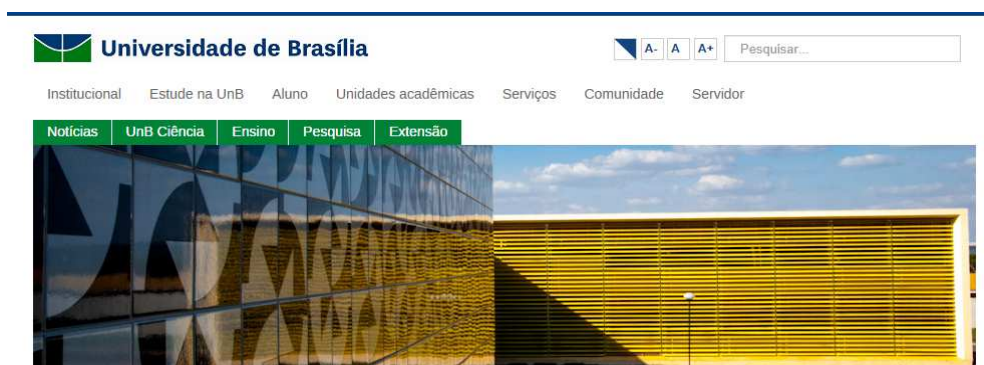 Universidade de Brasília A- A A+ Pesquisar...
Institucional Estude na UnB Aluno Unidades acadêmicas Serviços Comunidade Servidor
Notícias UnB Ciência Ensino Pesquisa Extensão